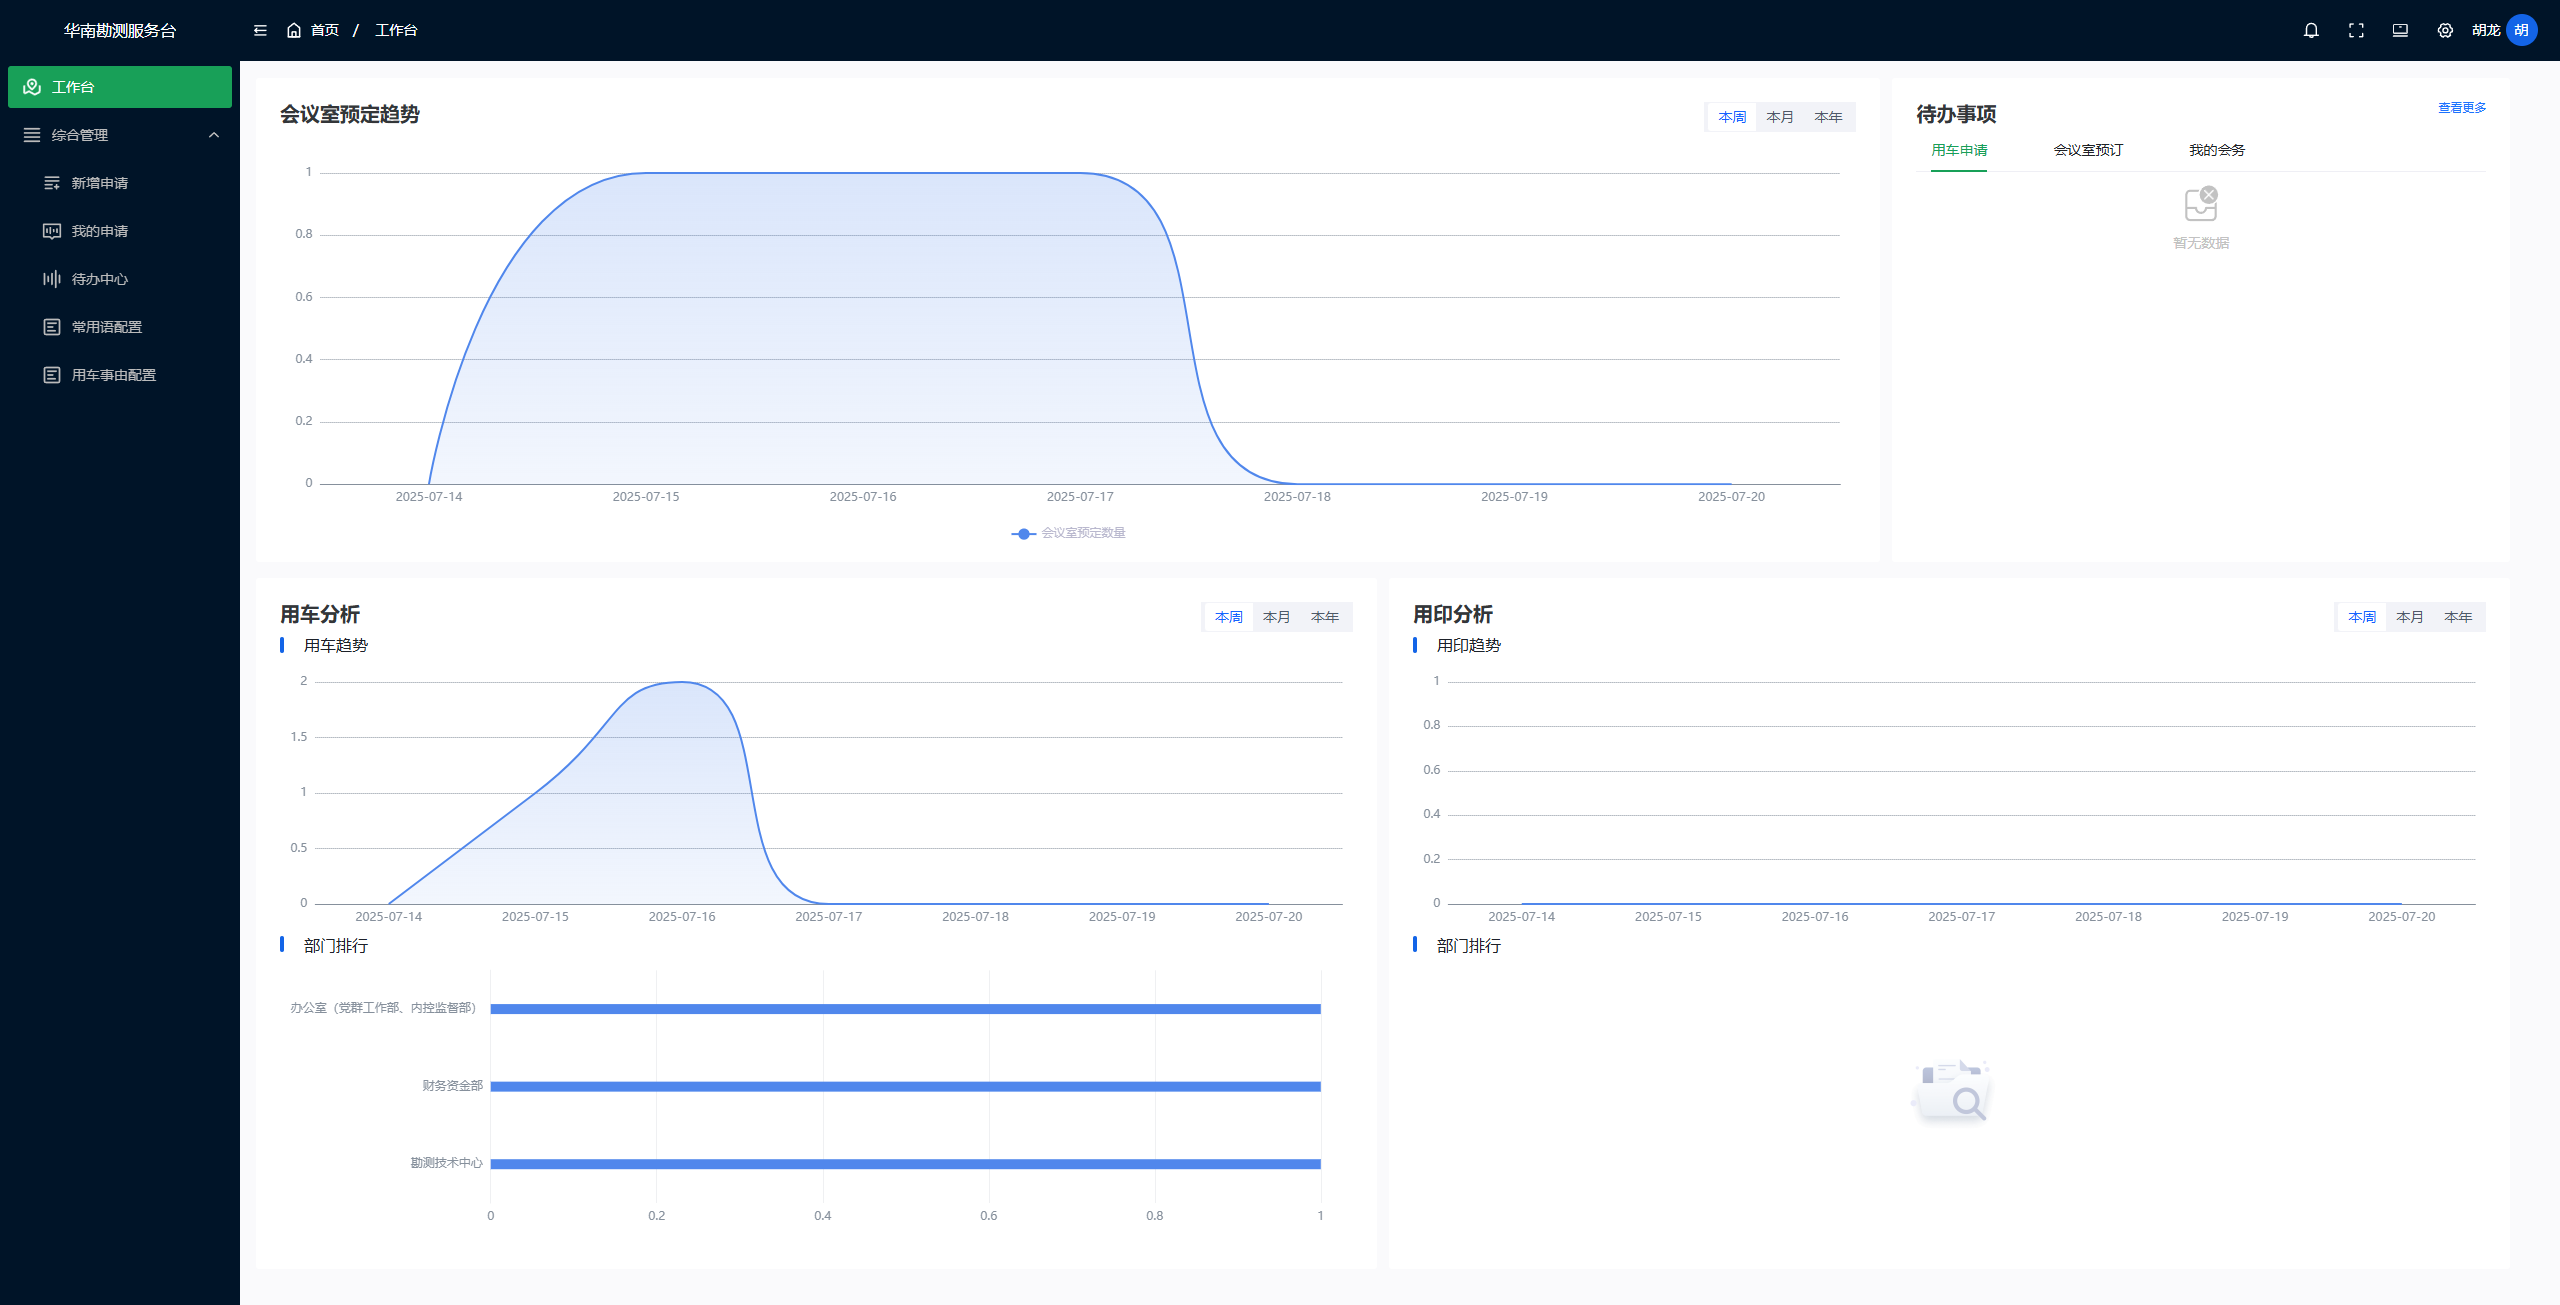 华南勘测服务台
首页 / 工作台
胡龙 胡
工作台
综合管理
新增申请
我的申请
待办中心
常用语配置
用车事由配置
会议室预定趋势
本周 本月 本年
1
0.8
0.6
0.4
0.2
0
2025-07-14 2025-07-15 2025-07-16 2025-07-17 2025-07-18 2025-07-19 2025-07-20
会议室预定数量
待办事项
查看更多
用车申请 会议室预订 我的会务
暂无数据
用车分析
本周 本月 本年
用车趋势
2
1.5
1
0.5
0
2025-07-14 2025-07-15 2025-07-16 2025-07-17 2025-07-18 2025-07-19 2025-07-20
部门排行
办公室（党群工作部、内控监督部）
财务资金部
勘测技术中心
0 0.2 0.4 0.6 0.8 1
用印分析
本周 本月 本年
用印趋势
1
0.8
0.6
0.4
0.2
0
2025-07-14 2025-07-15 2025-07-16 2025-07-17 2025-07-18 2025-07-19 2025-07-20
部门排行